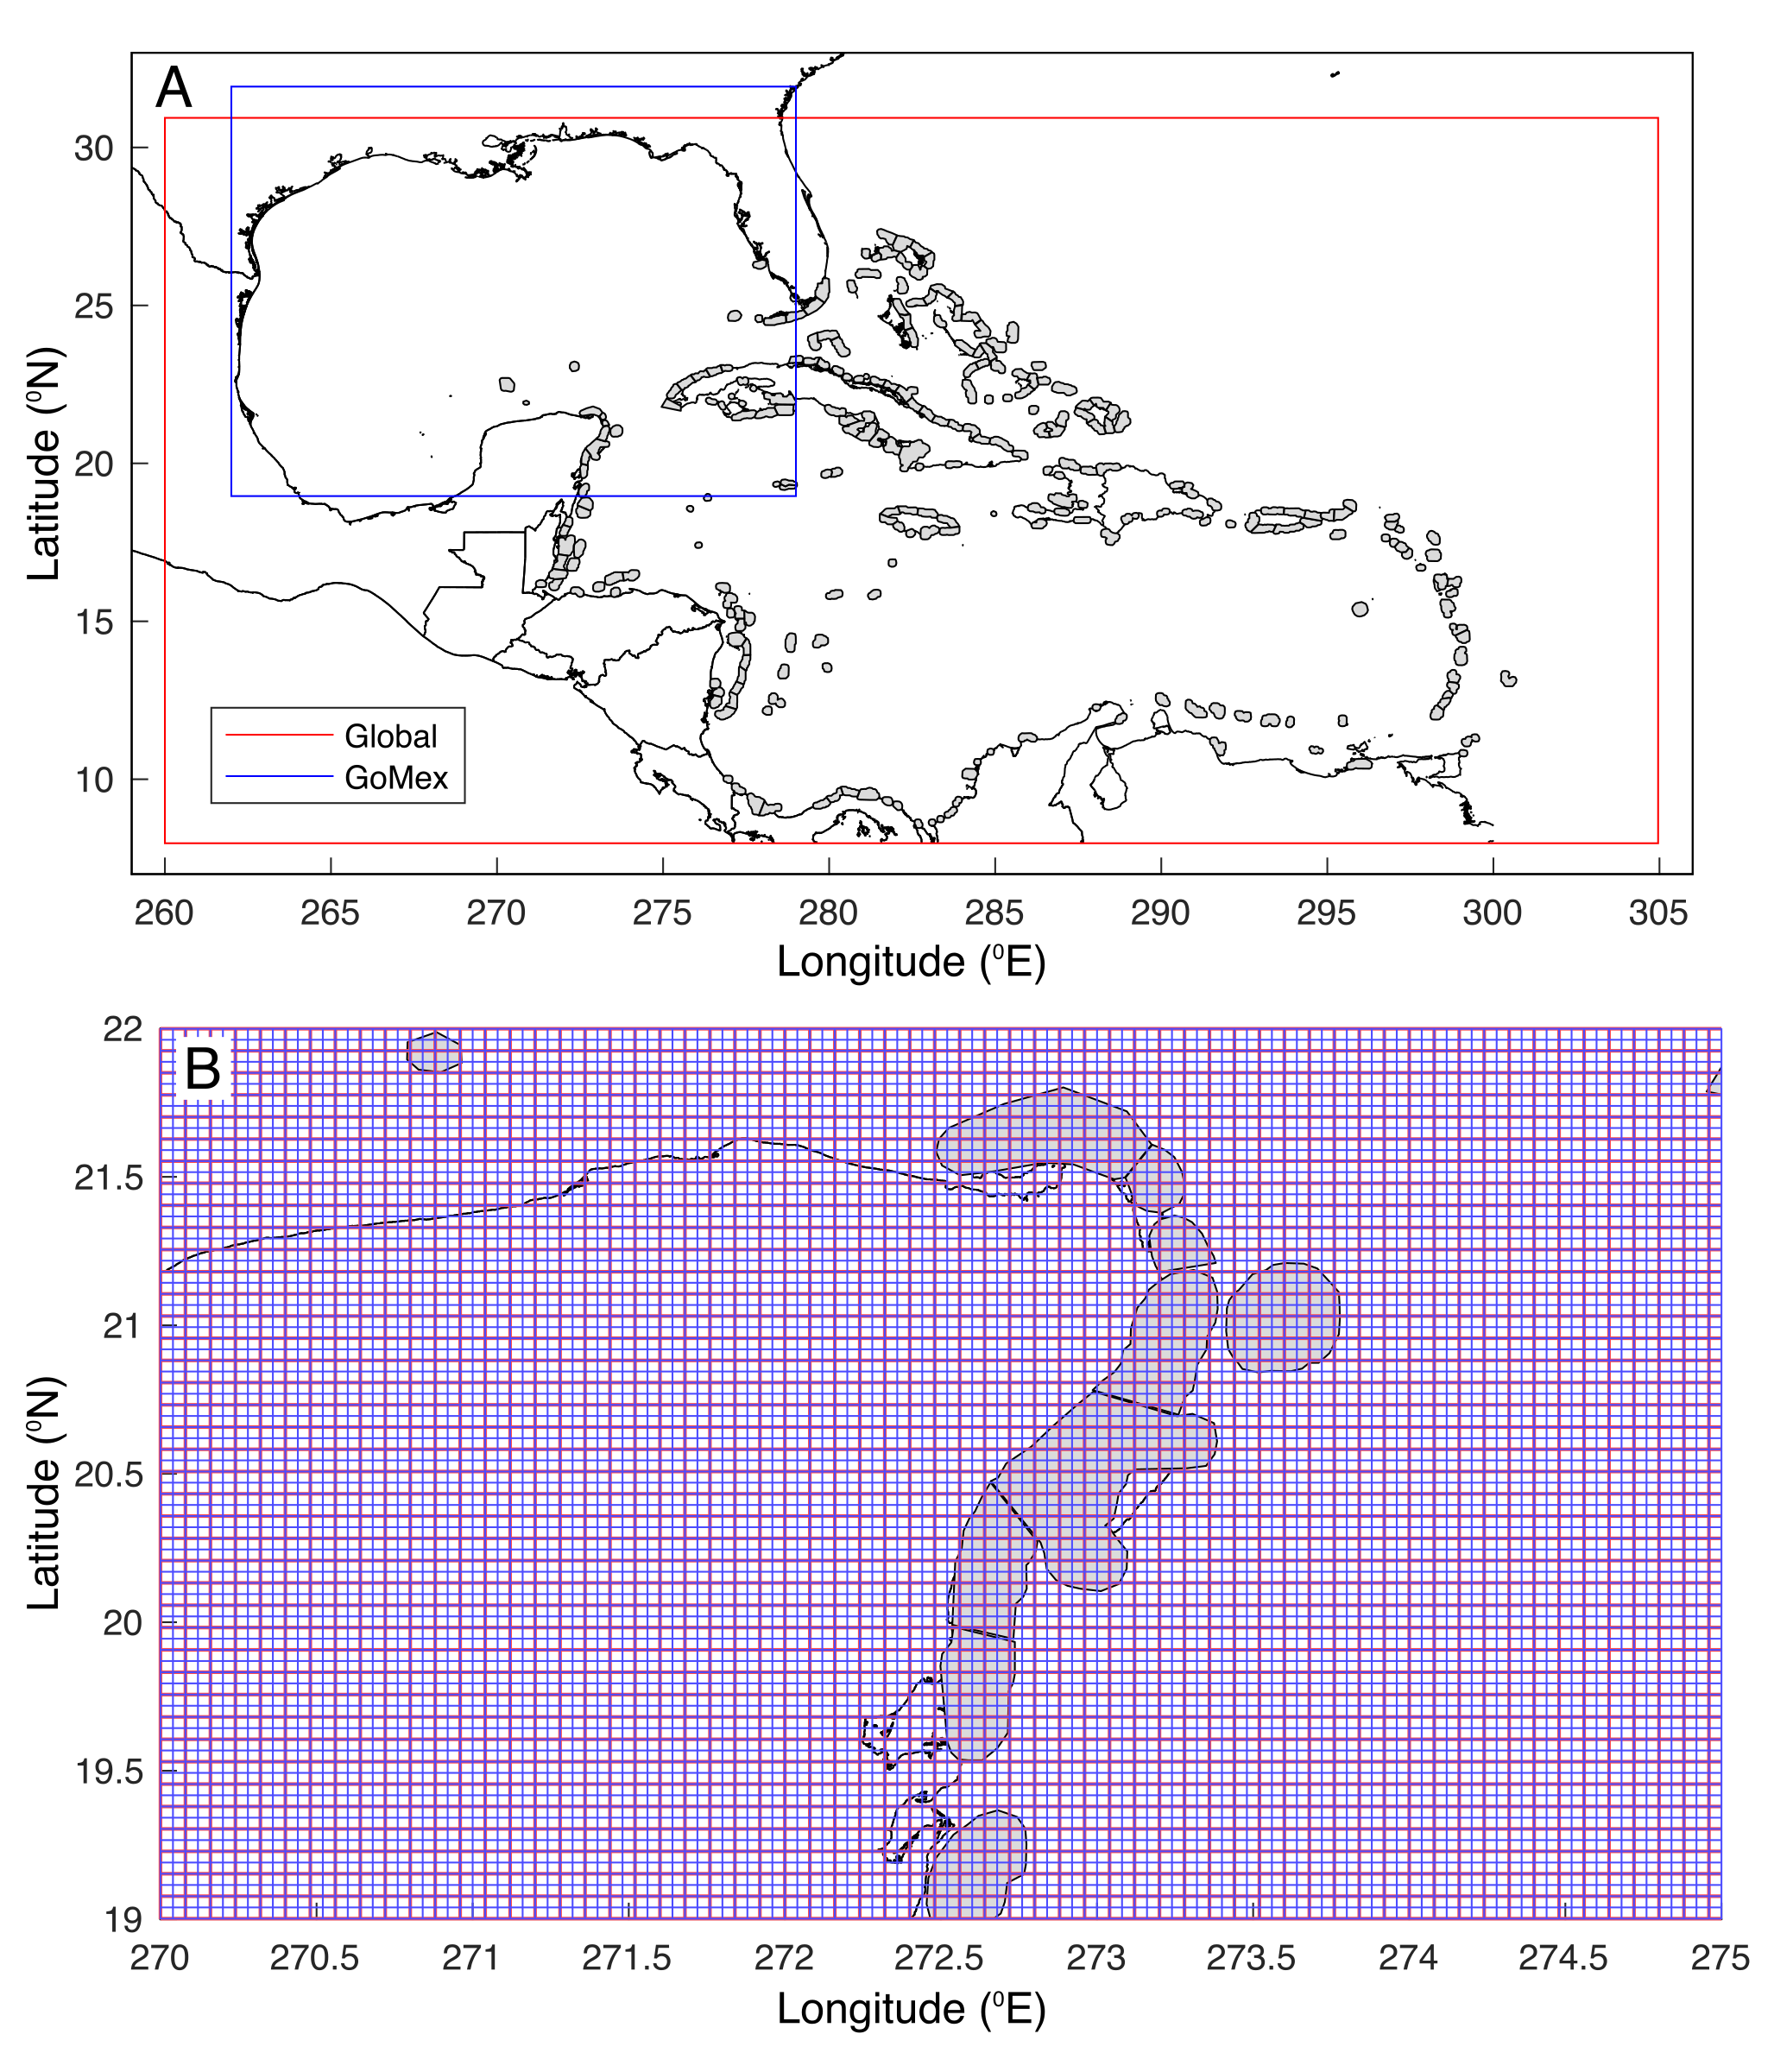 A
30
25
20
15
10
Latitude (⁰N)
Global
GoMex
260 265 270 275 280 285 290 295 300 305
Longitude (⁰E)
B
22
21.5
21
20.5
20
19.5
19
Latitude (⁰N)
270 270.5 271 271.5 272 272.5 273 273.5 274 274.5 275
Longitude (⁰E)